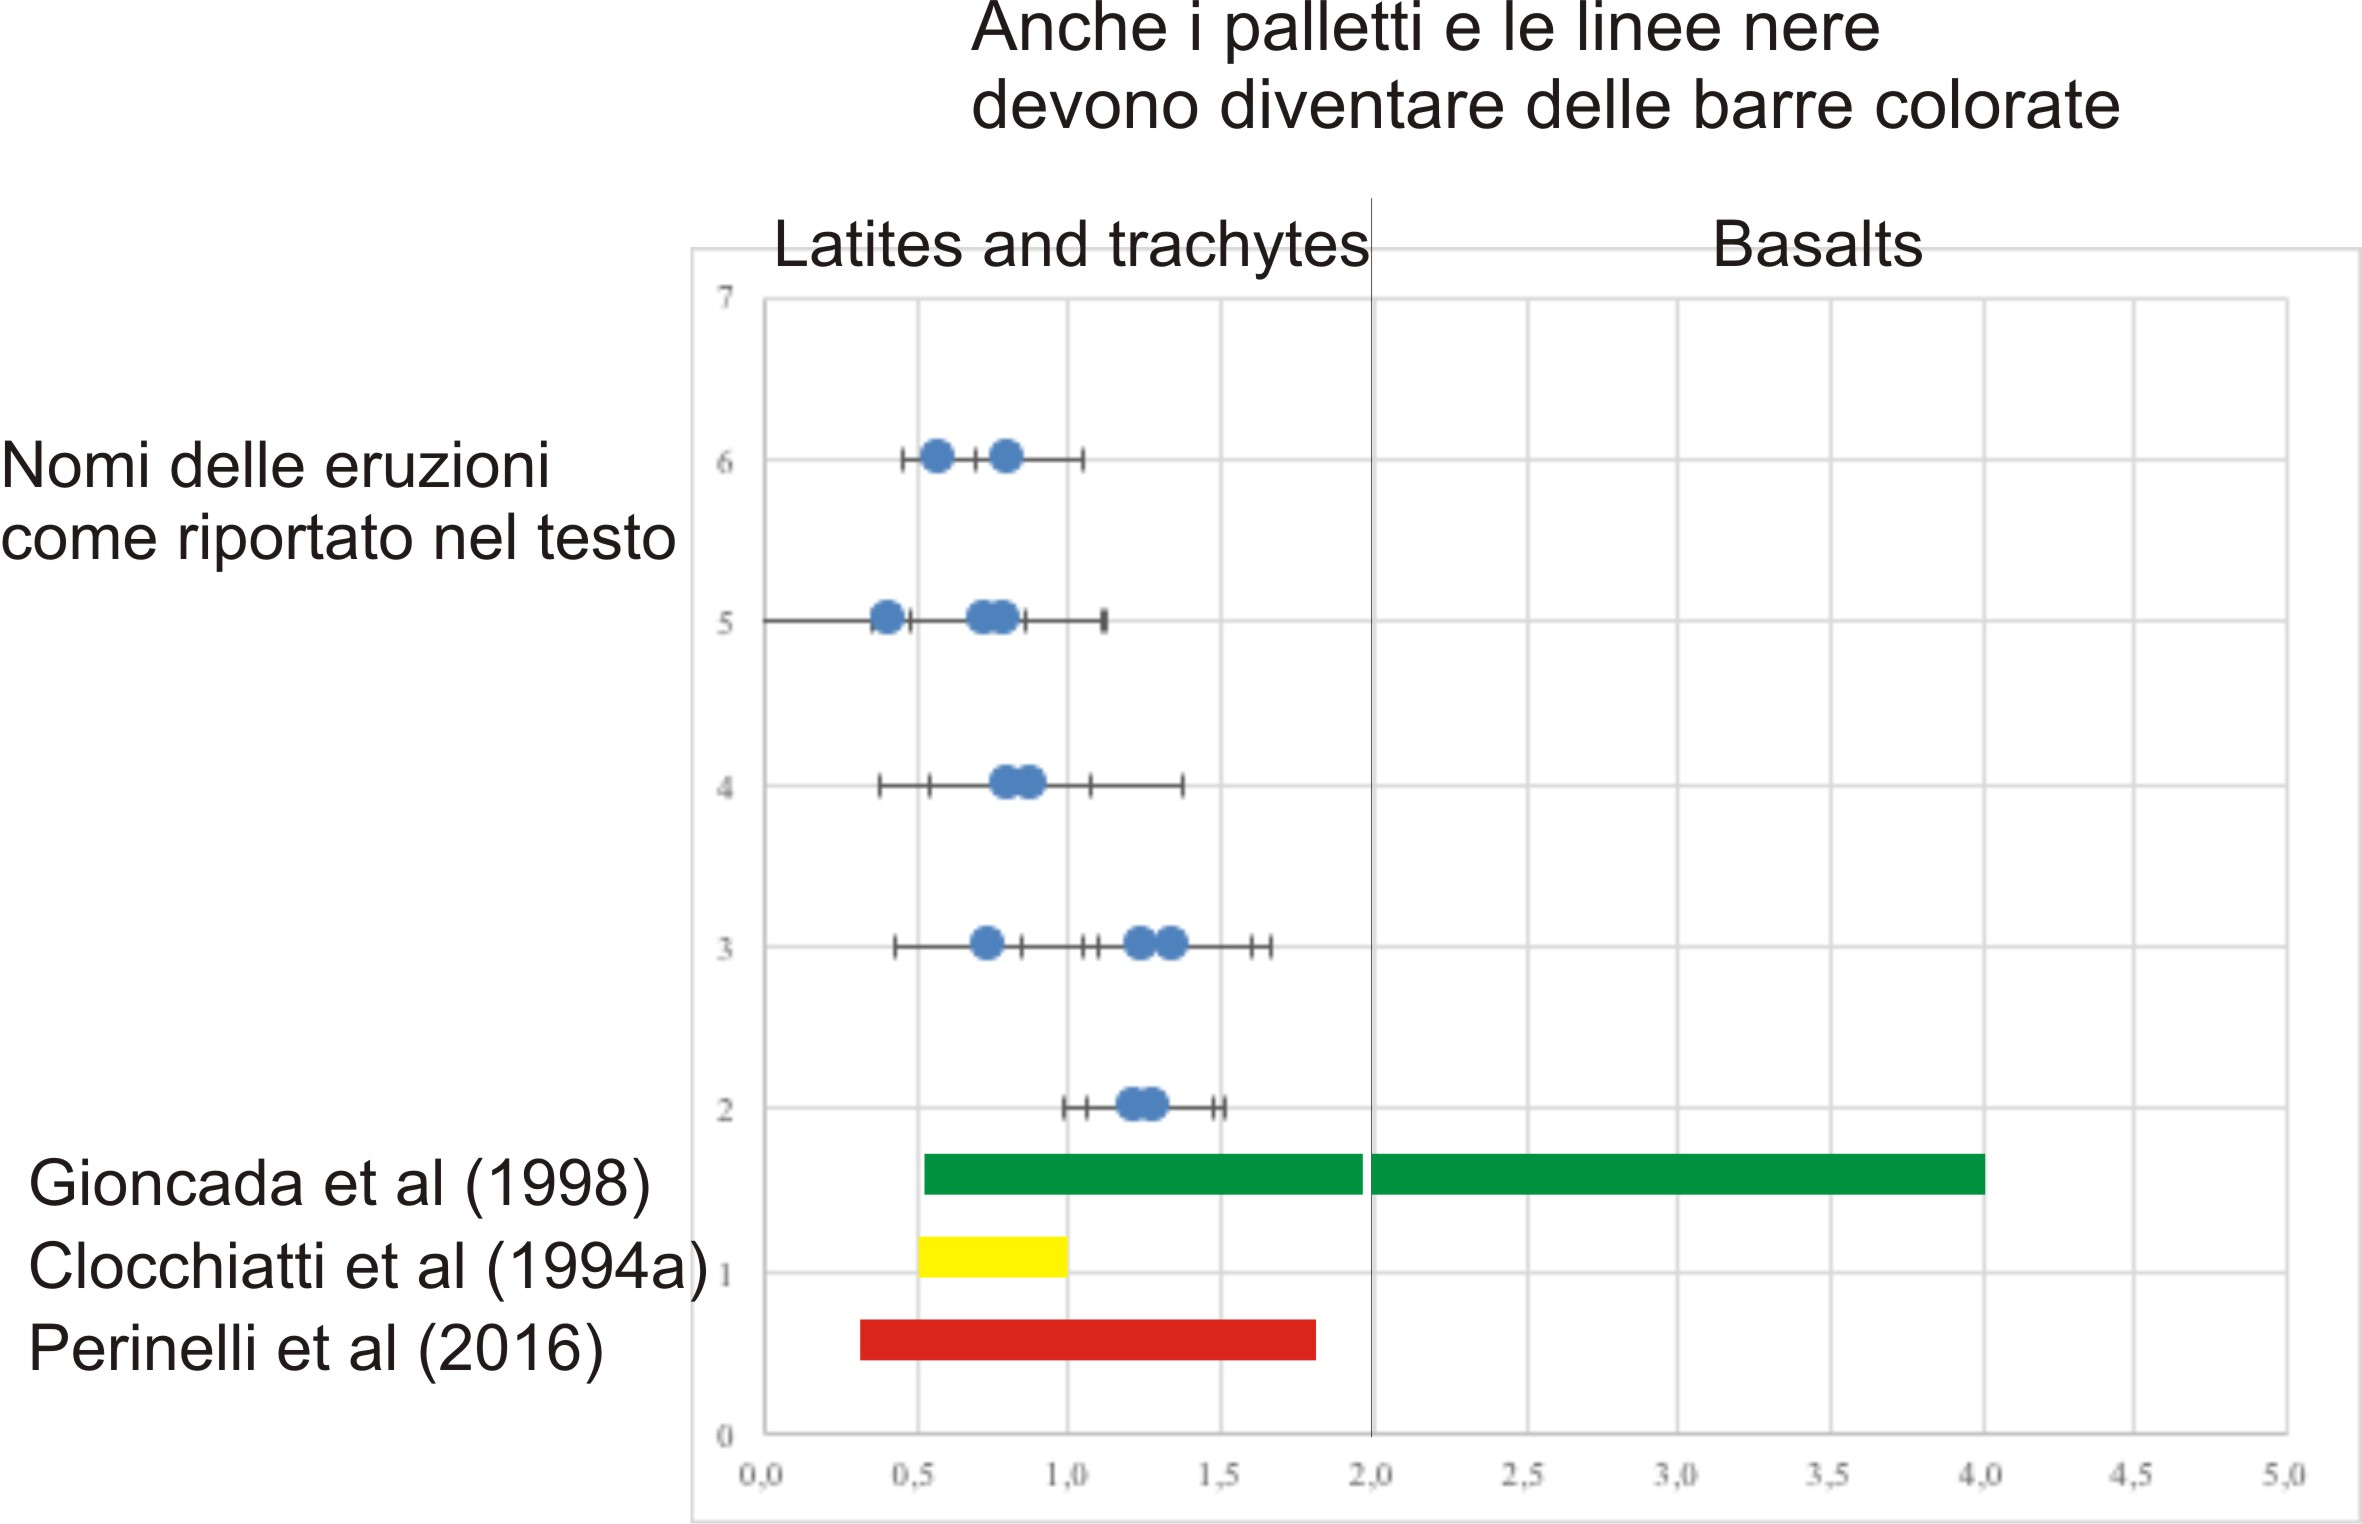 Anche i palletti e le linee nere
devono diventare delle barre colorate
Latites and trachytes
Basalts
7
Nomi delle eruzioni
come riportato nel testo
6
5
4
3
2
Gioncada et al (1998)
Clocchiatti et al (1994a)
1
Perinelli et al (2016)
0
0,0 0,5 1,0 1,5 2,0 2,5 3,0 3,5 4,0 4,5 5,0